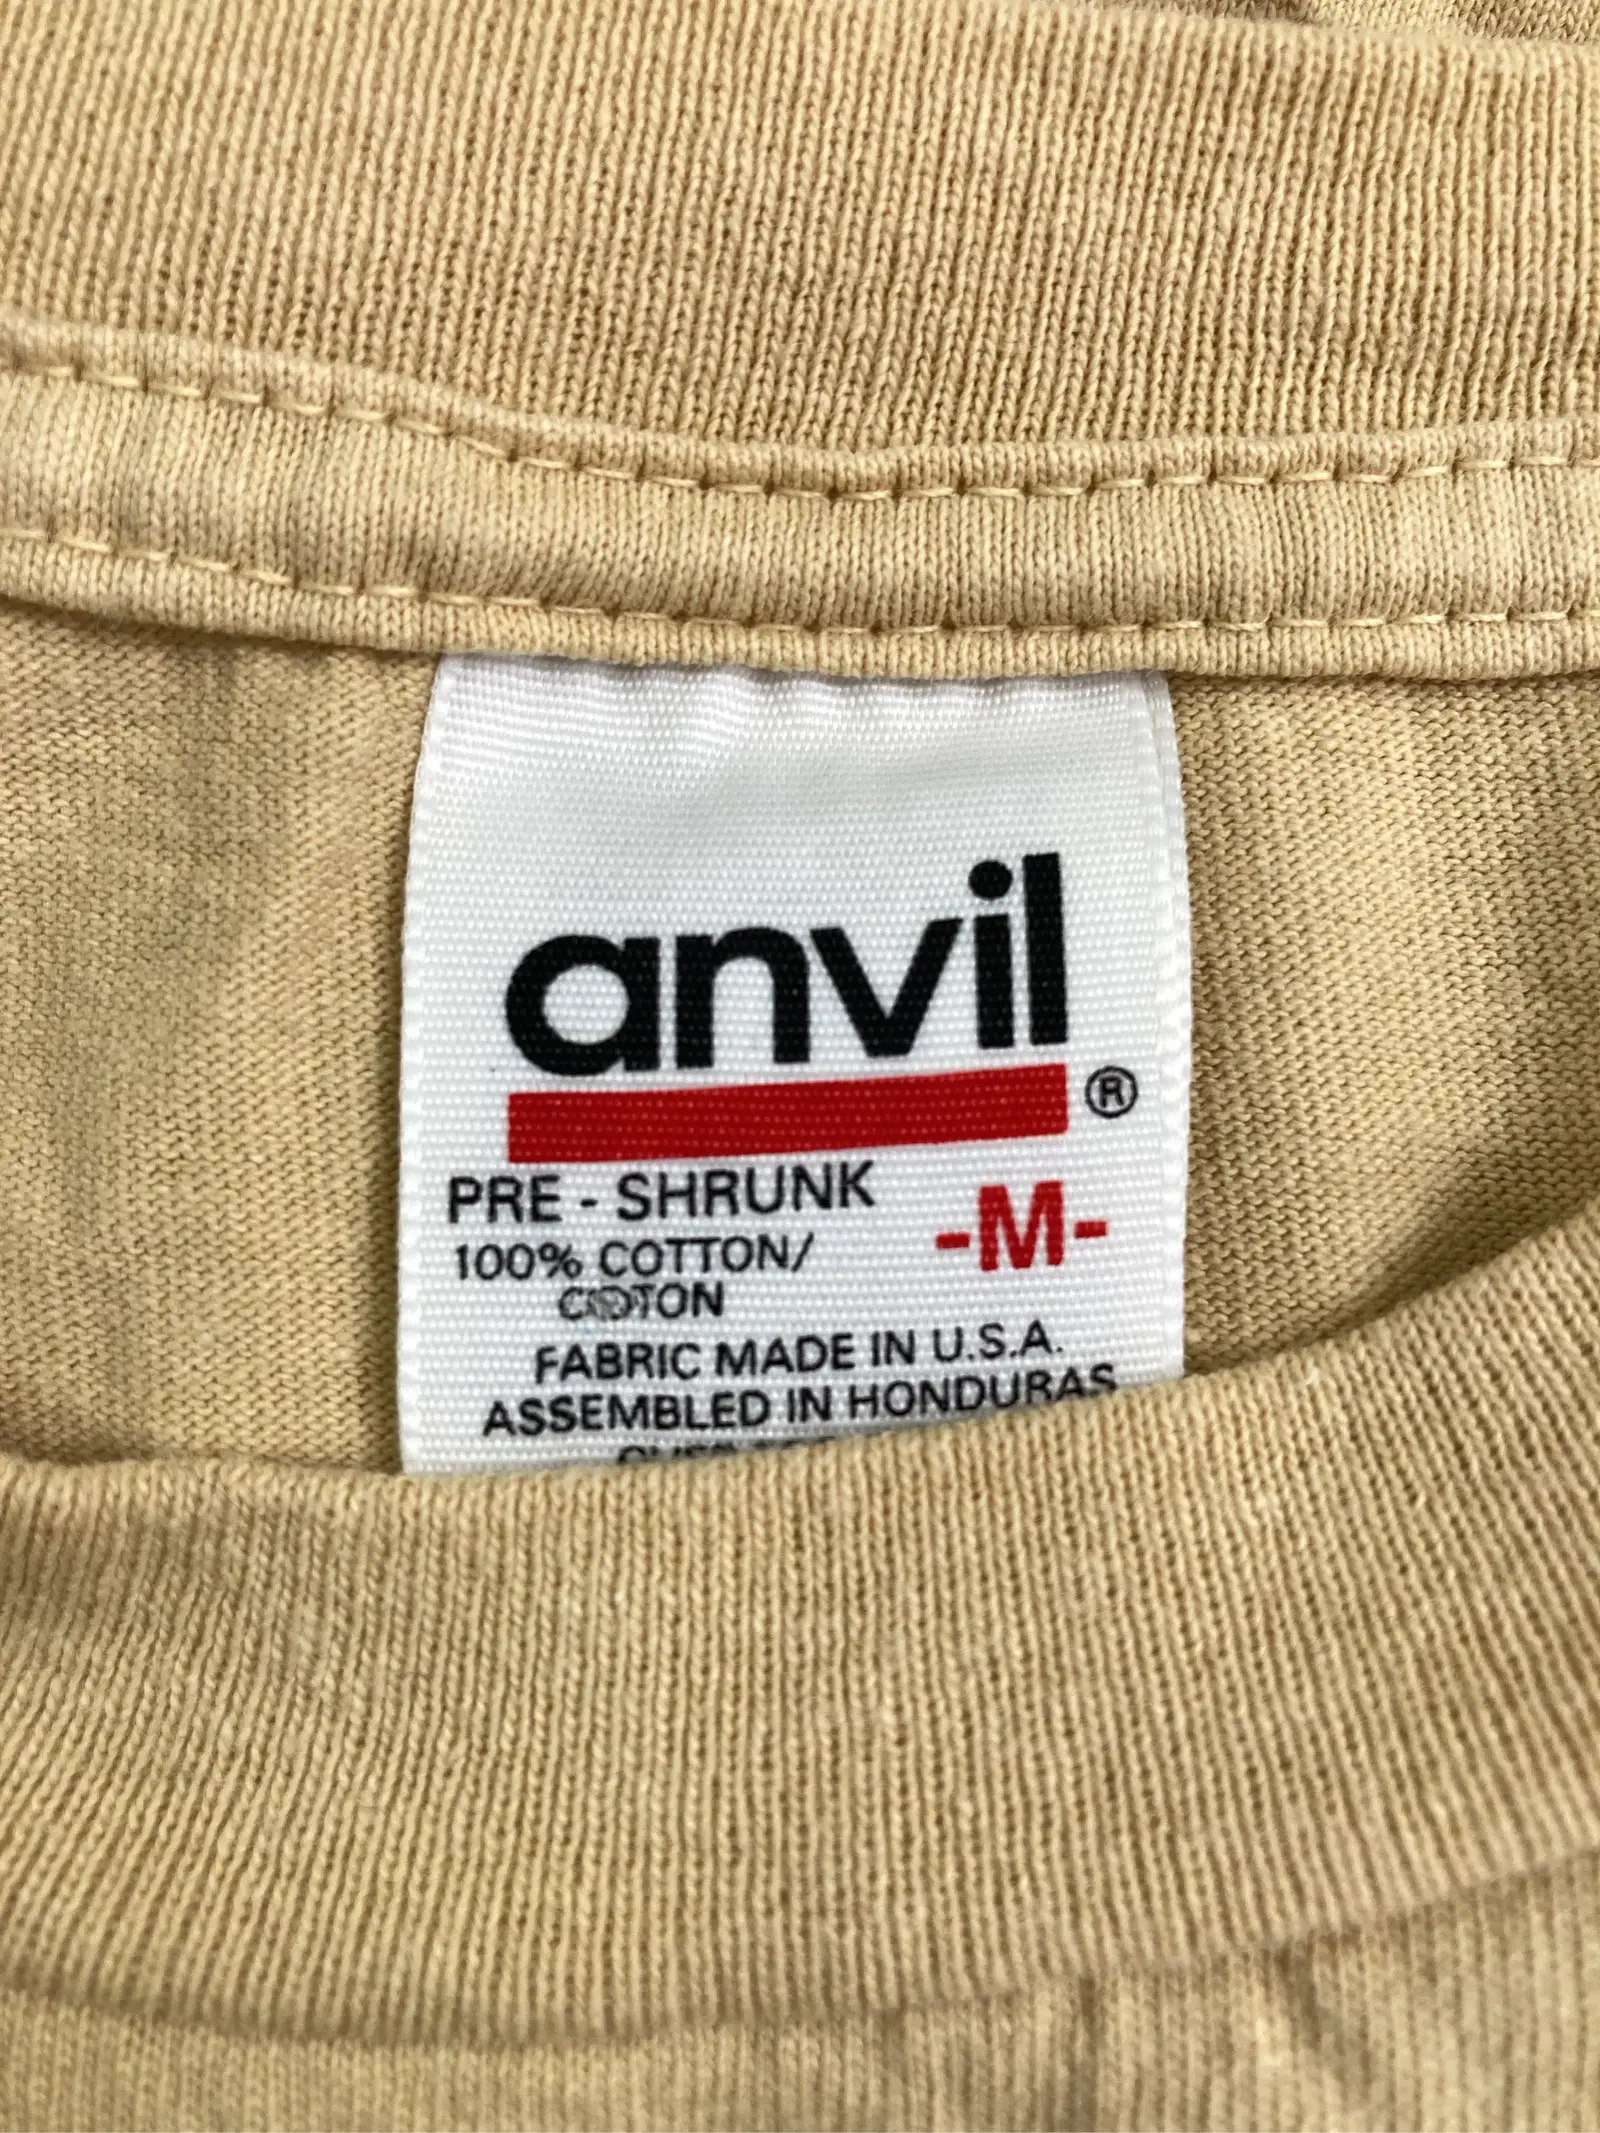 anvil
®
PRE - SHRUNK
-M-
100% COTTON/
FABRIC MADE IN U.S.A.
ASSEMBLED IN HONDURAS